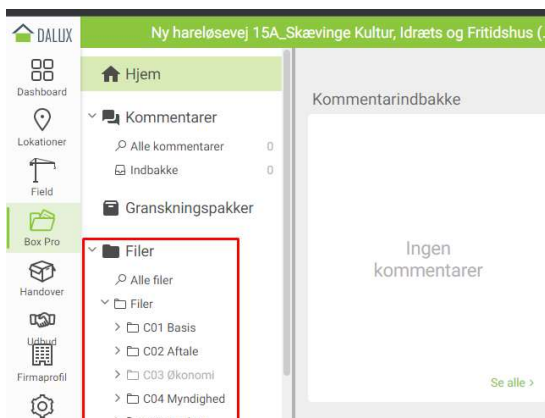 DALUX
Ny hareløsevej 15A_Skævinge Kultur, Idræts og Fritidshus (..
Dashboard
Lokationer
Field
Box Pro
Handover
Udbud
Firmaprofil
Hjem
Kommentarer
Alle kommentarer 0
Indbakke 0
Granskningspakker
Filer
Alle filer
Filer
C01 Basis
C02 Aftale
C03 Økonomi
C04 Myndighed
Kommentarindbakke
Ingen
kommentarer
Se alle >